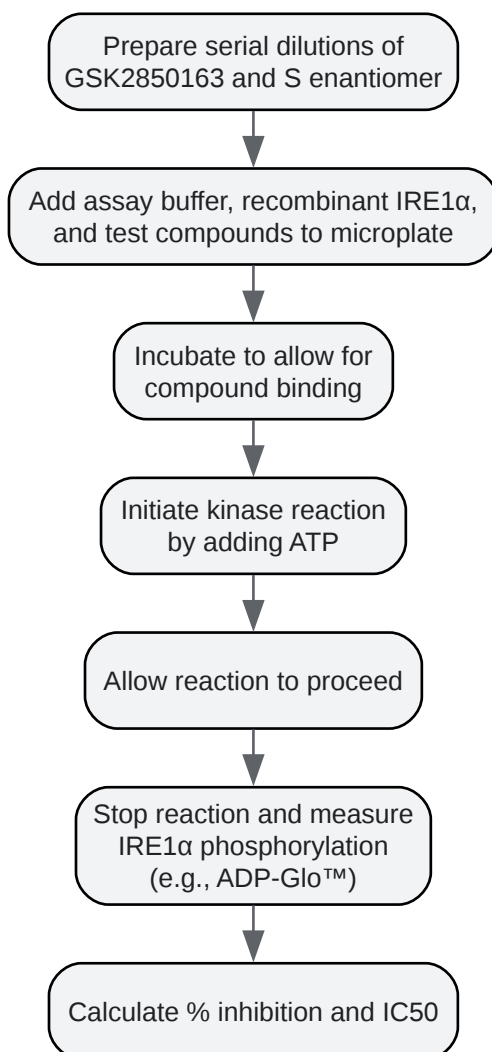 Prepare serial dilutions of
GSK2850163 and S enantiomer
Add assay buffer, recombinant IRE1α,
and test compounds to microplate
Incubate to allow for
compound binding
Initiate kinase reaction
by adding ATP
Allow reaction to proceed
Stop reaction and measure
IRE1α phosphorylation
(e.g., ADP-Glo™)
Calculate % inhibition and IC50